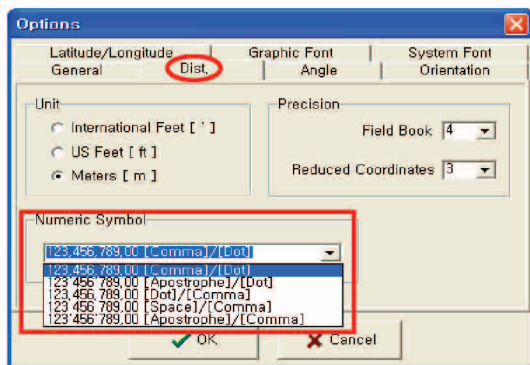 Options
Latitude/Longitude Graphic Font System Font
General Dist. Angle Orientation
Unit
International Feet [ ' ]
US Feet [ ft ]
Meters [ m ]
Precision
Field Book 4
Reduced Coordinates 3
Numeric Symbol
123,456,789.00 [Comma]/[Dot]
123,456,789.00 [Comma]/[Dot]
123'456'789.00 [Apostrophe]/[Dot]
123.456.789,00 [Dot]/[Comma]
123 456 789,00 [Space]/[Comma]
123'456'789,00 [Apostrophe]/[Comma]
OK
Cancel